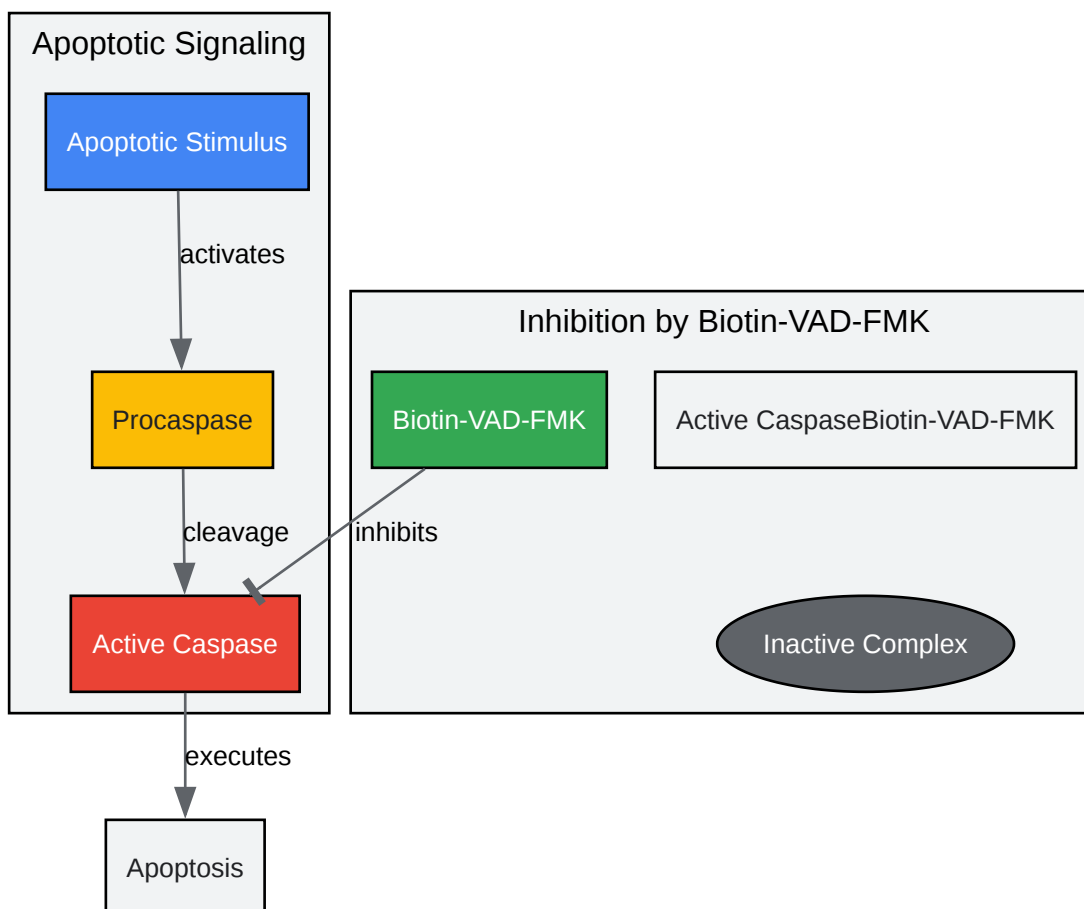 Apoptotic Signaling
Apoptotic Stimulus
activates
Procaspase
cleavage
Active Caspase
executes
Apoptosis
Inhibition by Biotin-VAD-FMK
Biotin-VAD-FMK
Active CaspaseBiotin-VAD-FMK
inhibits
Inactive Complex